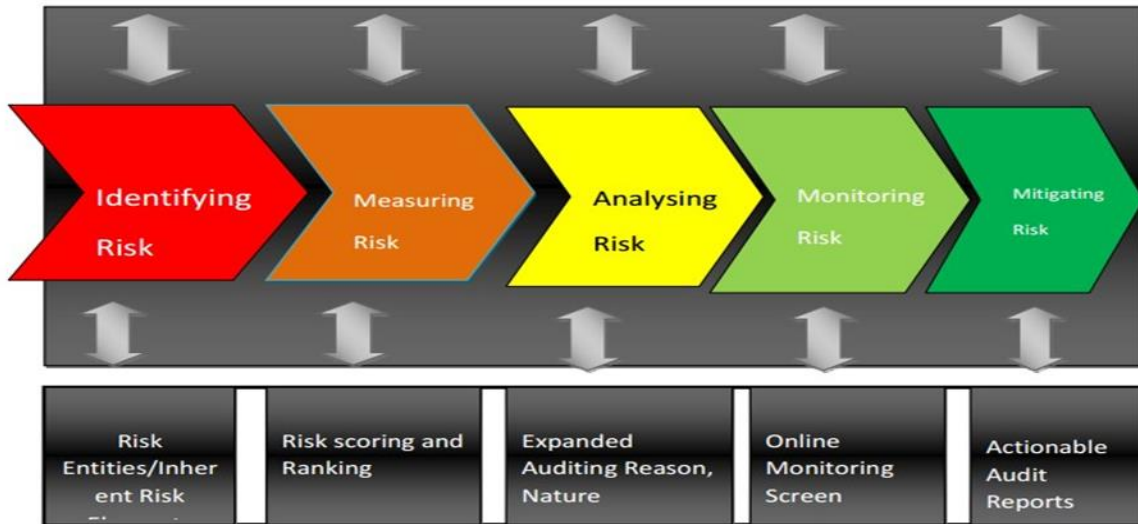 Identifying
Risk
Measuring
Risk
Analysing
Risk
Monitoring
Risk
Mitigating
Risk
Risk
Entities/Inher
ent Risk
Risk scoring and
Ranking
Expanded
Auditing Reason,
Nature
Online
Monitoring
Screen
Actionable
Audit
Reports